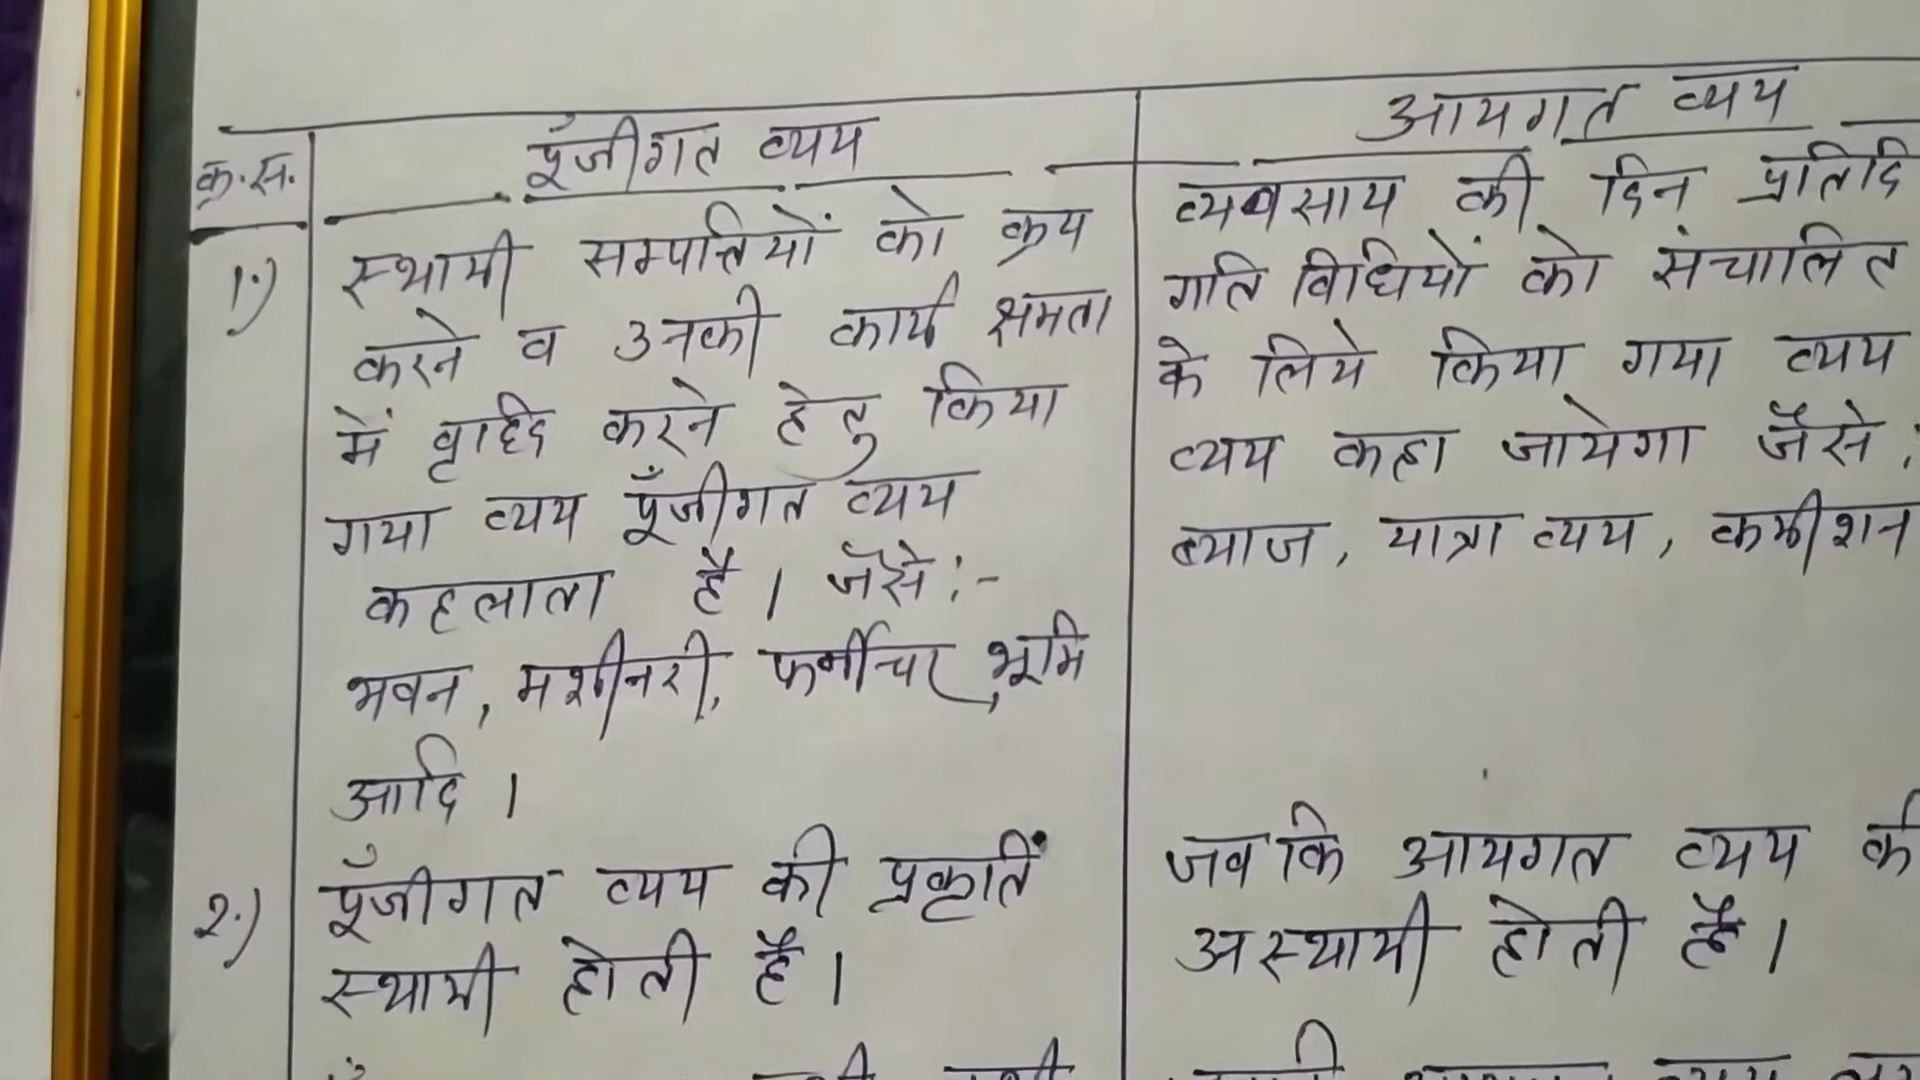 क्र.स.
पूँजीगत व्यय
आयगत व्यय
1.)
स्थायी सम्पत्तियों को क्रय
करने व उनकी कार्य क्षमता
में वृद्धि करने हेतु किया
गया व्यय पूँजीगत व्यय
कहलाता है। जैसे:-
भवन, मशीनरी, फर्नीचर, भूमि
आदि।
व्यवसाय की दिन प्रतिदि
गति विधियों को संचालित
के लिये किया गया व्यय
व्यय कहा जायेगा जैसे:
ब्याज, यात्रा व्यय, कमीशन
2.)
पूँजीगत व्यय की प्रकृति
स्थायी होती है।
जबकि आयगत व्यय की
अस्थायी होती है।